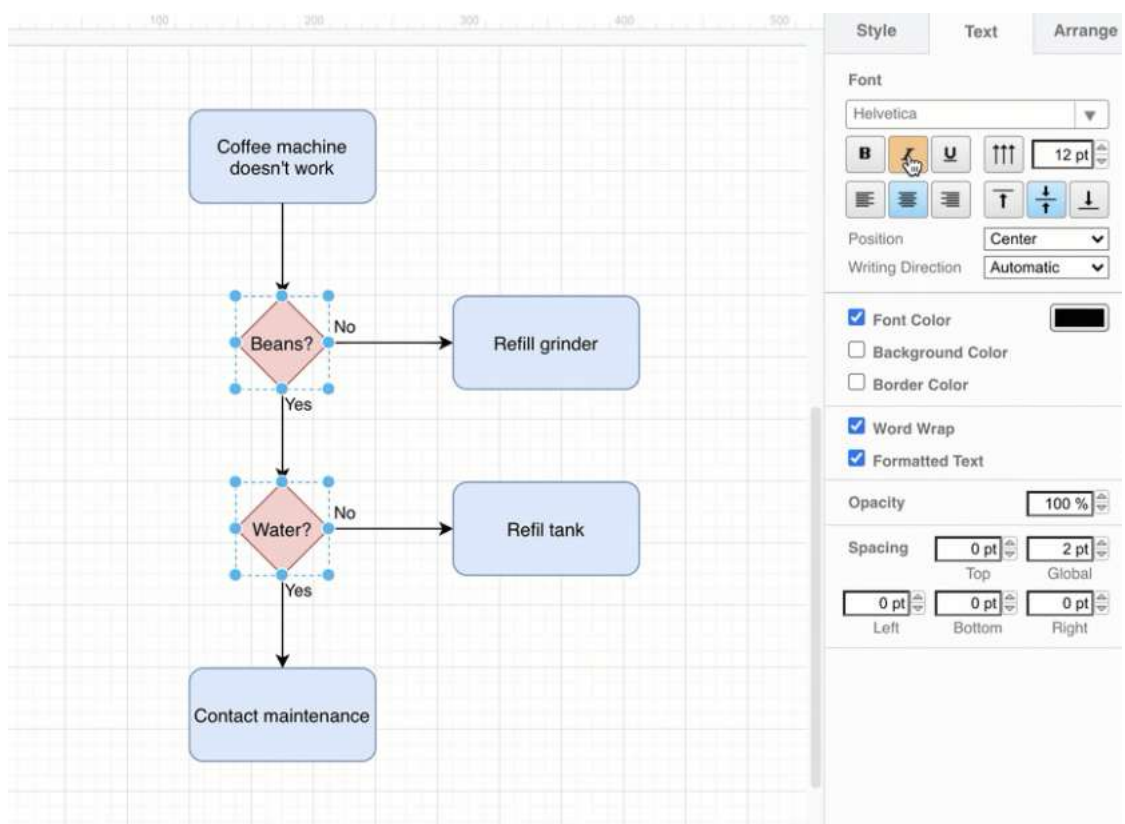 100 200 300 400 500
Style Text Arrange
Font
Helvetica
B I U 12 pt
Position Center
Writing Direction Automatic
Font Color
Background Color
Border Color
Word Wrap
Formatted Text
Opacity 100 %
Spacing 0 pt 2 pt
Top Global
0 pt 0 pt 0 pt
Left Bottom Right
Coffee machine
doesn't work
Beans?
No
Refill grinder
Yes
Water?
No
Refil tank
Yes
Contact maintenance